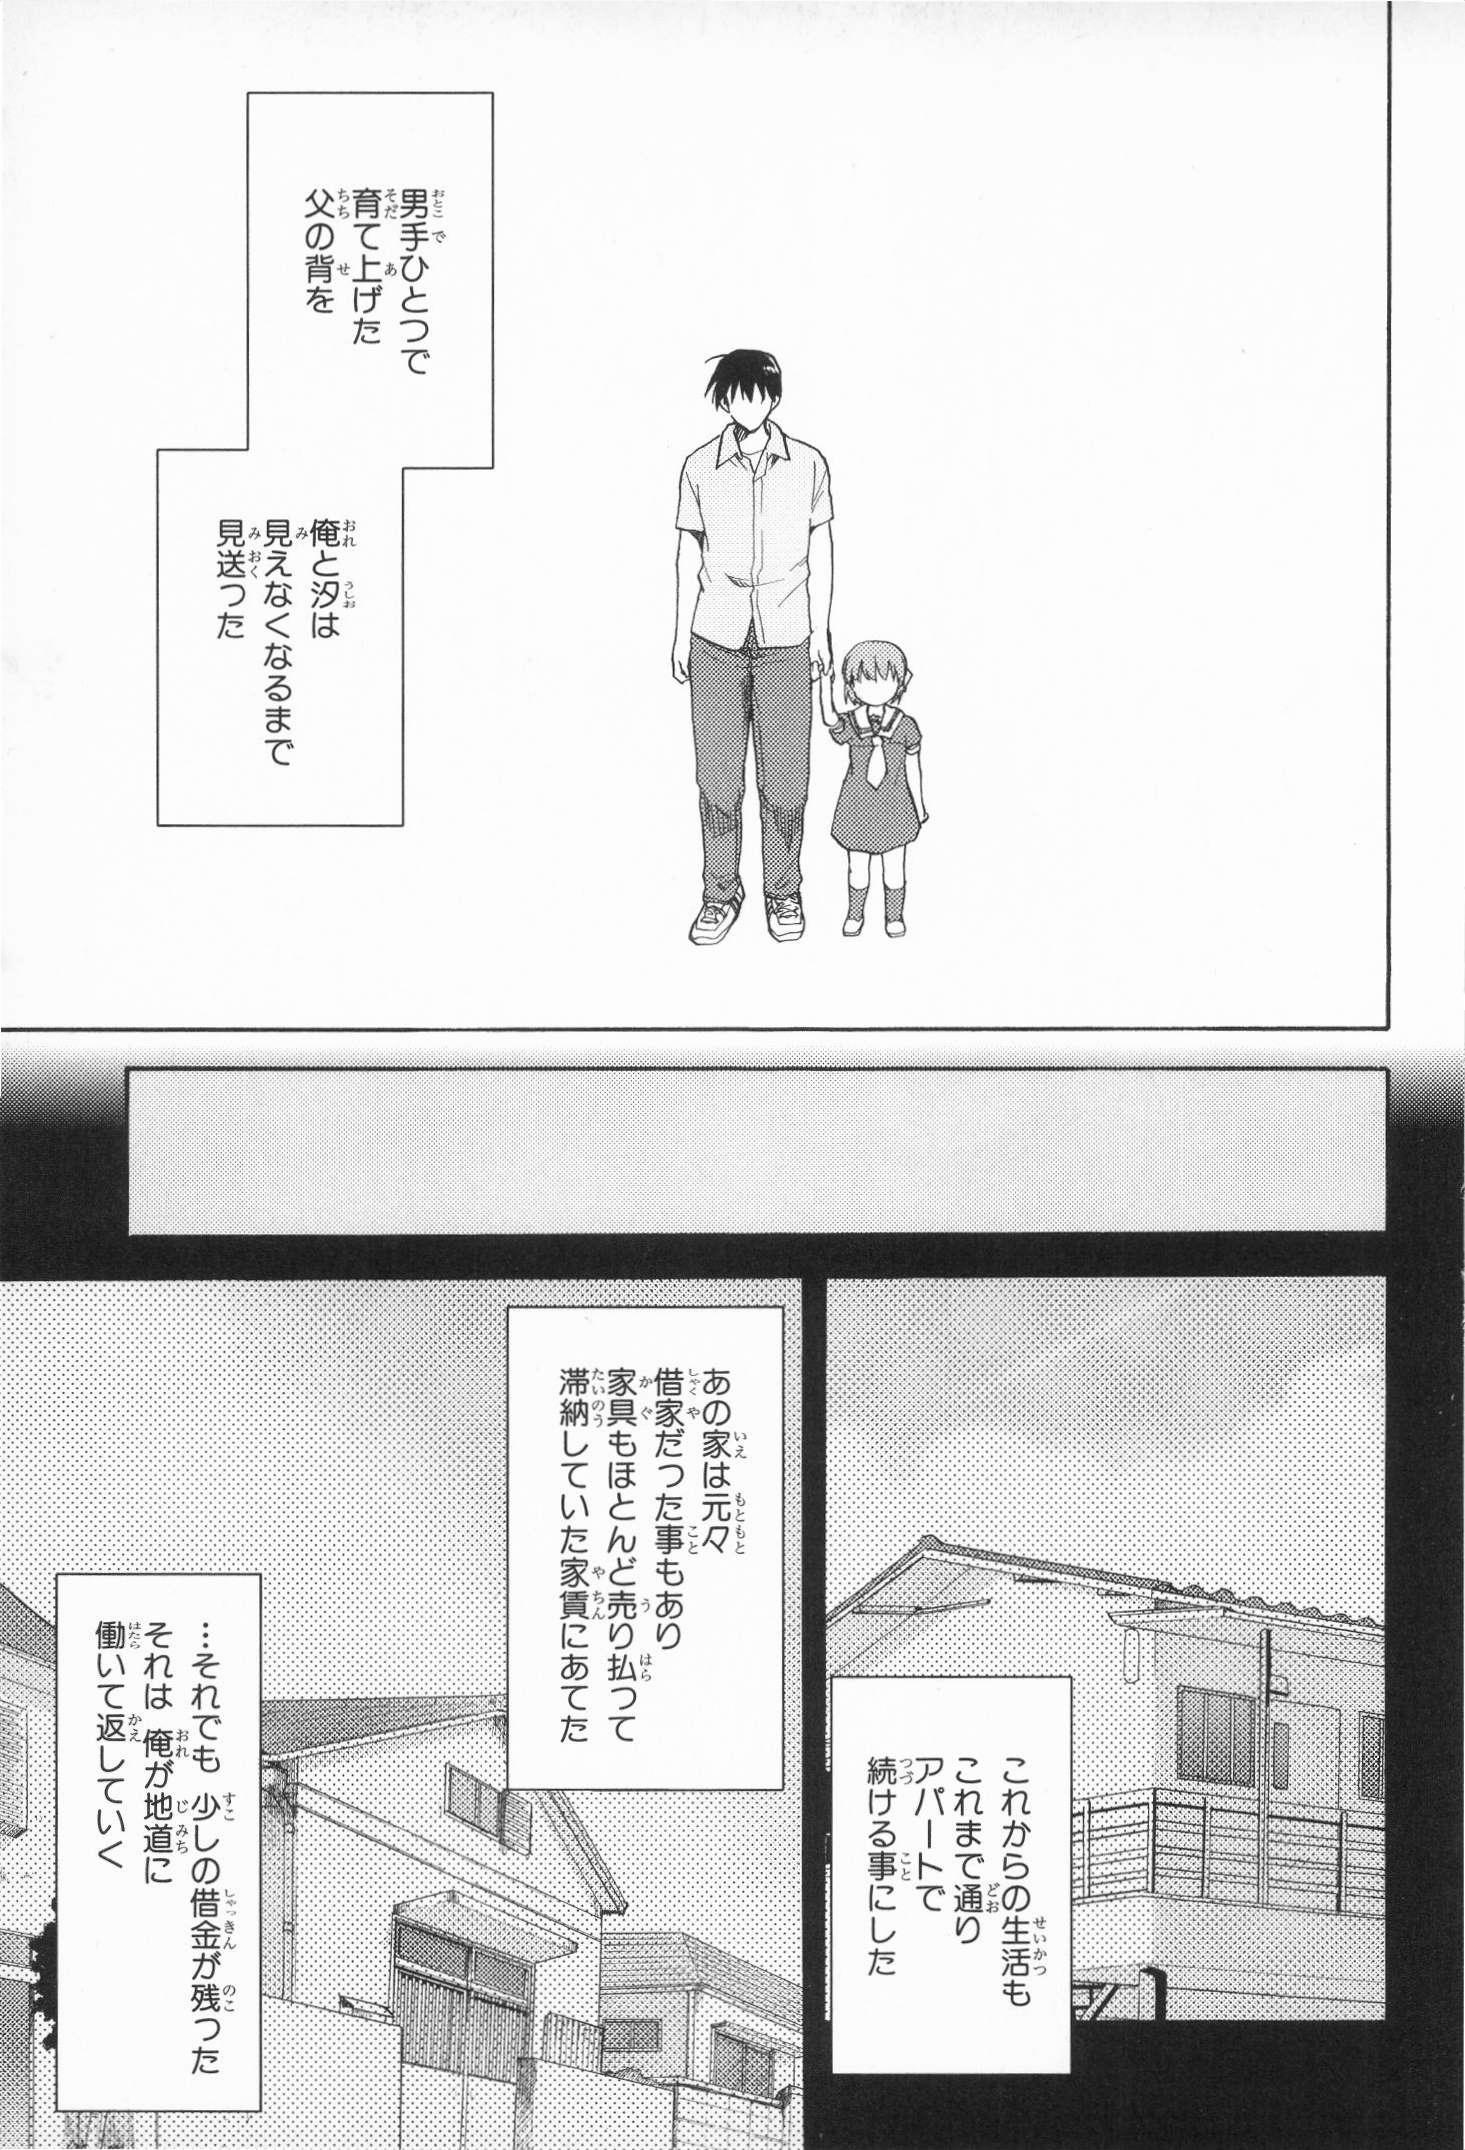 男手ひとつで
育て上げた
父の背を
俺と汐は
見えなくなるまで
見送った
これからの生活も
これまで通り
アパートで
続ける事にした
あの家は元々
借家だった事もあり
家具もほとんど売り払って
滞納していた家賃にあてた
…それでも 少しの借金が残った
それは 俺が地道に
働いて返していく